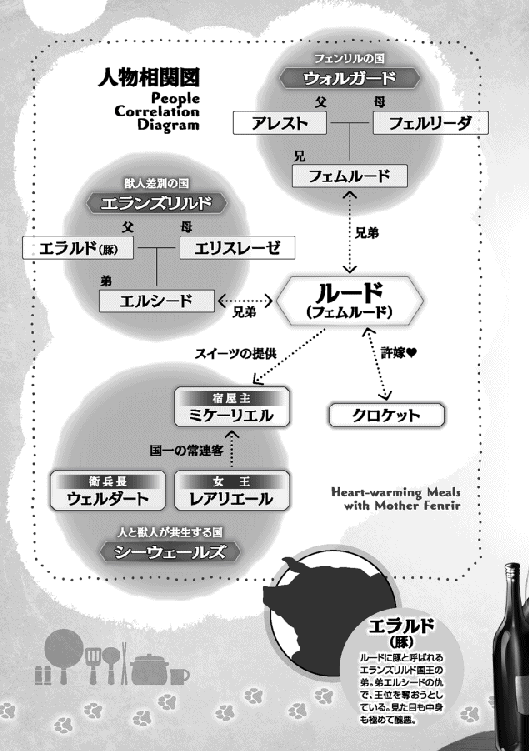 人物相関図
People
Correlation
Diagram
フェンリルの国
ウォルガード
父
母
アレスト
フェルリーダ
兄
フェムルード
兄弟
獣人差別の国
エランズリルド
父
母
エラルド(豚)
エリスレーゼ
弟
エルシード
兄弟
ルード
(フェムルード)
スイーツの提供
許嫁♥
宿屋主
ミケーリエル
クロケット
国一の常連客
衛兵長
ウェルダート
女王
レアリエール
人と獣人が共生する国
シーウェールズ
Heart-warming Meals
with Mother Fenrir
エラルド
(豚)
ルードに豚と呼ばれる
エランズリルド国王の
弟。弟エルシードの仇
で、王位を奪おうとし
ている。見た目も中身
も極めて醜悪。